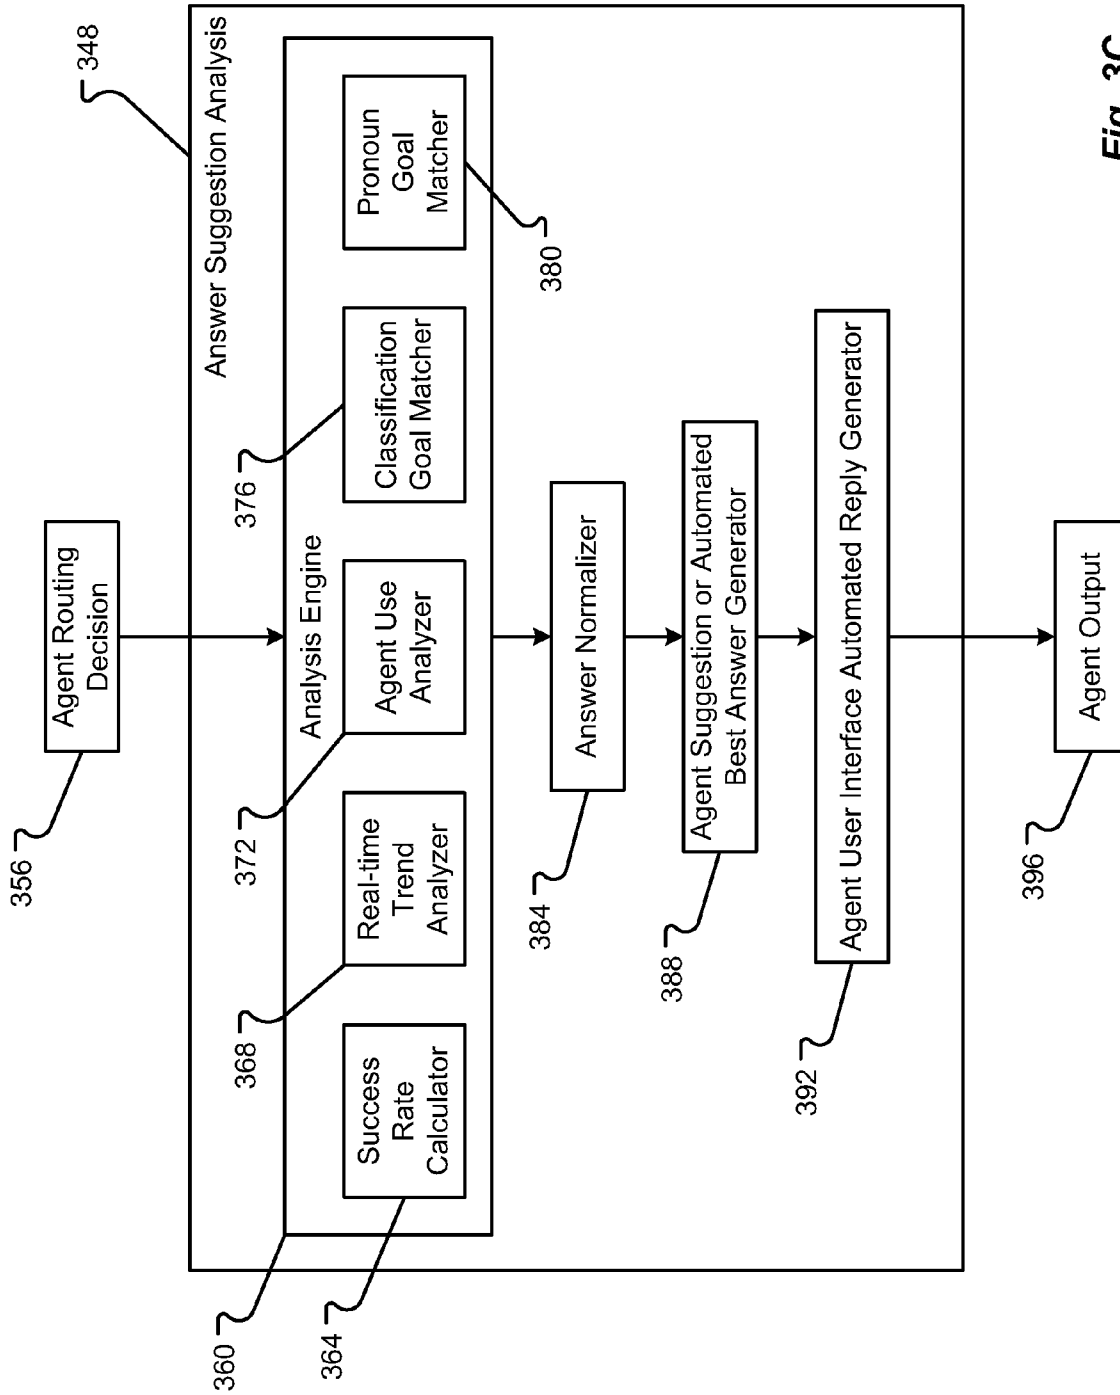 356
Agent Routing
Decision
348
Answer Suggestion Analysis
360
Analysis Engine
364
Success
Rate
Calculator
368
Real-time
Trend
Analyzer
372
Agent Use
Analyzer
376
Classification
Goal Matcher
380
Pronoun
Goal
Matcher
384
Answer Normalizer
388
Agent Suggestion or Automated
Best Answer Generator
392
Agent User Interface Automated Reply Generator
396
Agent Output
Fig. 3C